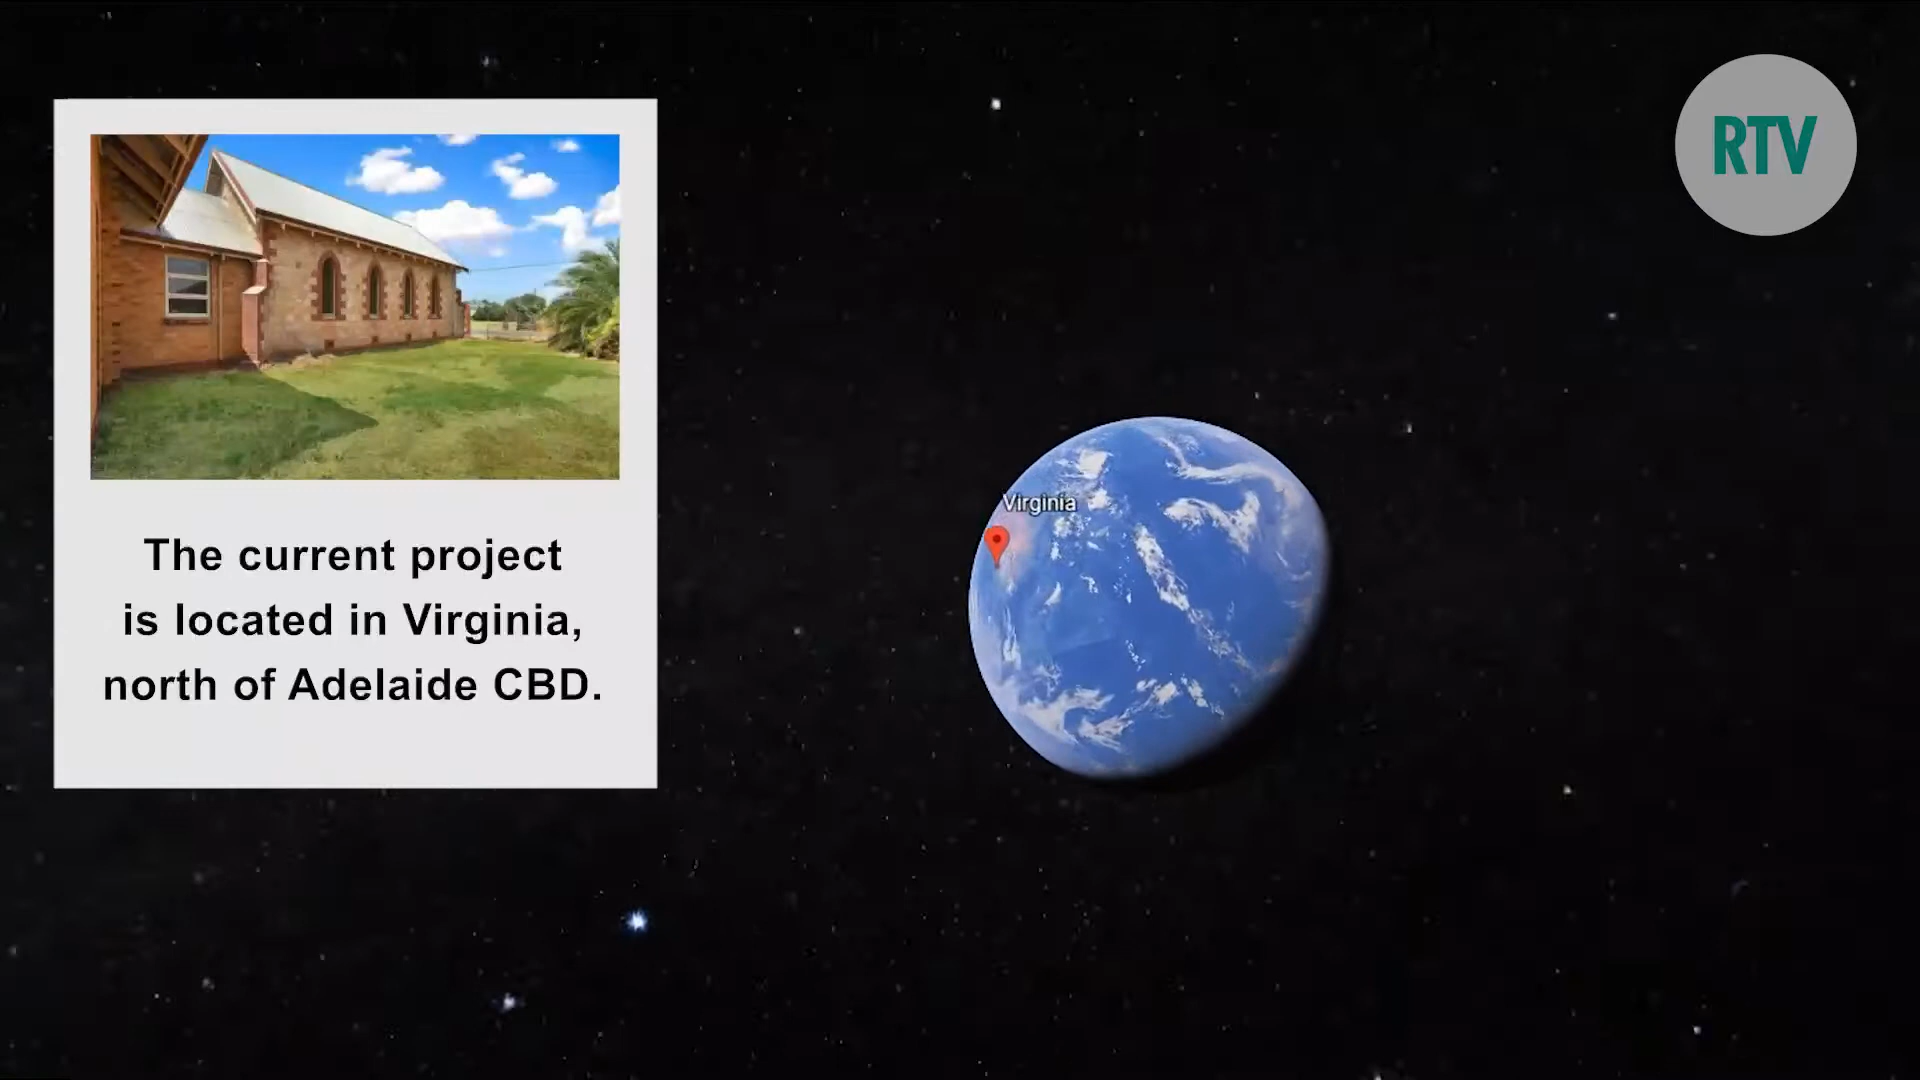 RTV
Virginia
The current project
is located in Virginia,
north of Adelaide CBD.